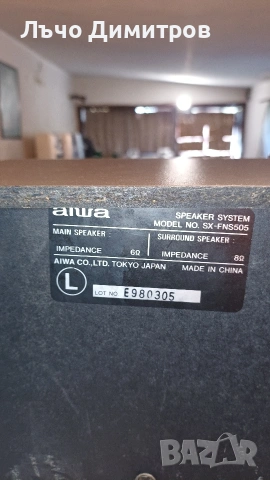 Лъчо Димитров
aiwa
SPEAKER SYSTEM
MODEL NO. SX-FNS505
MAIN SPEAKER :
SURROUND SPEAKER :
IMPEDANCE 6Ω
IMPEDANCE 8Ω
AIWA CO.,LTD. TOKYO JAPAN MADE IN CHINA
L
LOT NO. E980305
BAZAR